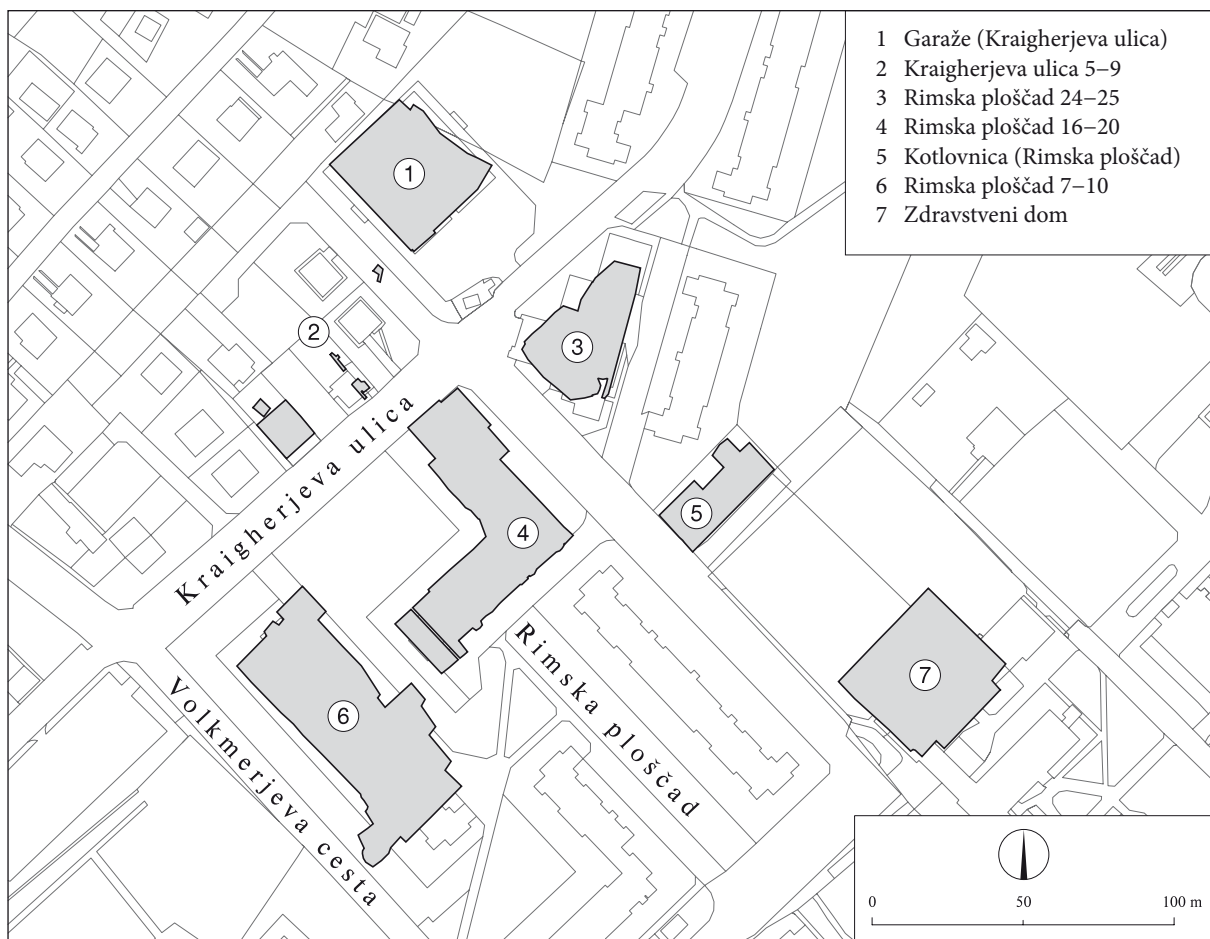 1 Garaže (Kraigherjeva ulica)
2 Kraigherjeva ulica 5–9
3 Rimska ploščad 24–25
4 Rimska ploščad 16–20
5 Kotlovnica (Rimska ploščad)
6 Rimska ploščad 7–10
7 Zdravstveni dom
1
2
3
Kraigherjeva ulica
4
5
6
7
Rimska ploščad
Volkmerjeva cesta
0 50 100 m